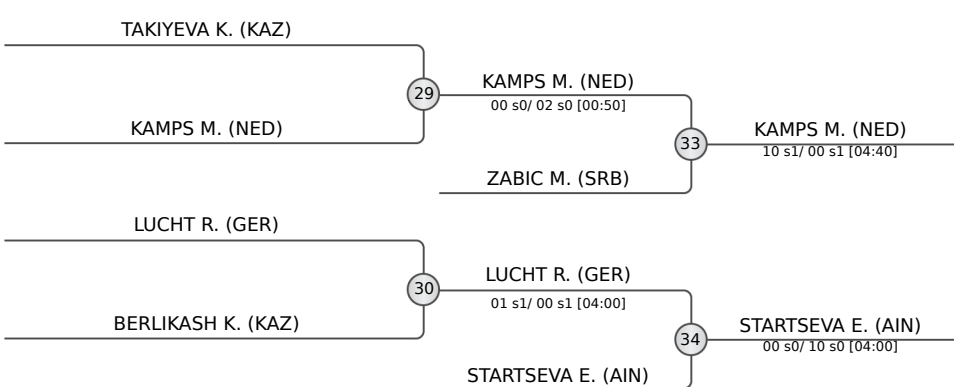 TAKIYEVA K. (KAZ)
29
KAMPS M. (NED)
00 s0/ 02 s0 [00:50]
KAMPS M. (NED)
33
KAMPS M. (NED)
10 s1/ 00 s1 [04:40]
ZABIC M. (SRB)
LUCHT R. (GER)
30
LUCHT R. (GER)
01 s1/ 00 s1 [04:00]
BERLIKASH K. (KAZ)
34
STARTSEVA E. (AIN)
00 s0/ 10 s0 [04:00]
STARTSEVA E. (AIN)